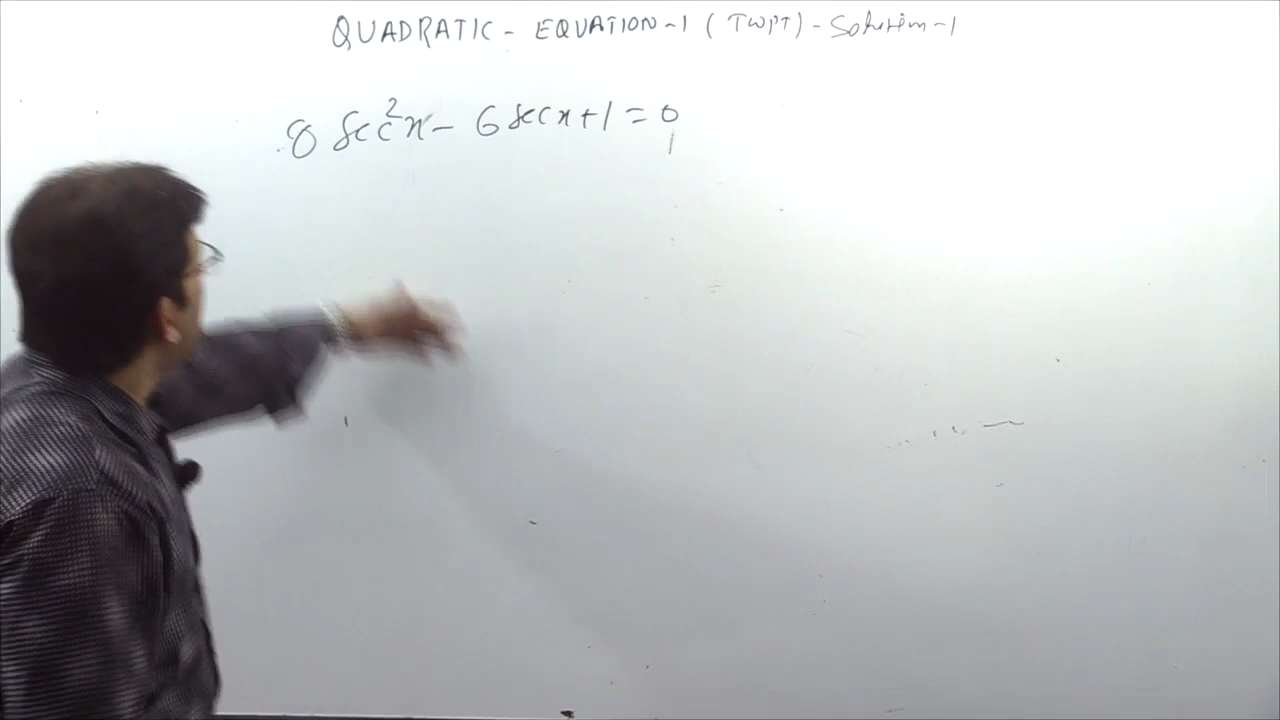 QUADRATIC - EQUATION-1 (TWPT) - Solution-1
8 sec²x - 6 secx + 1 = 0